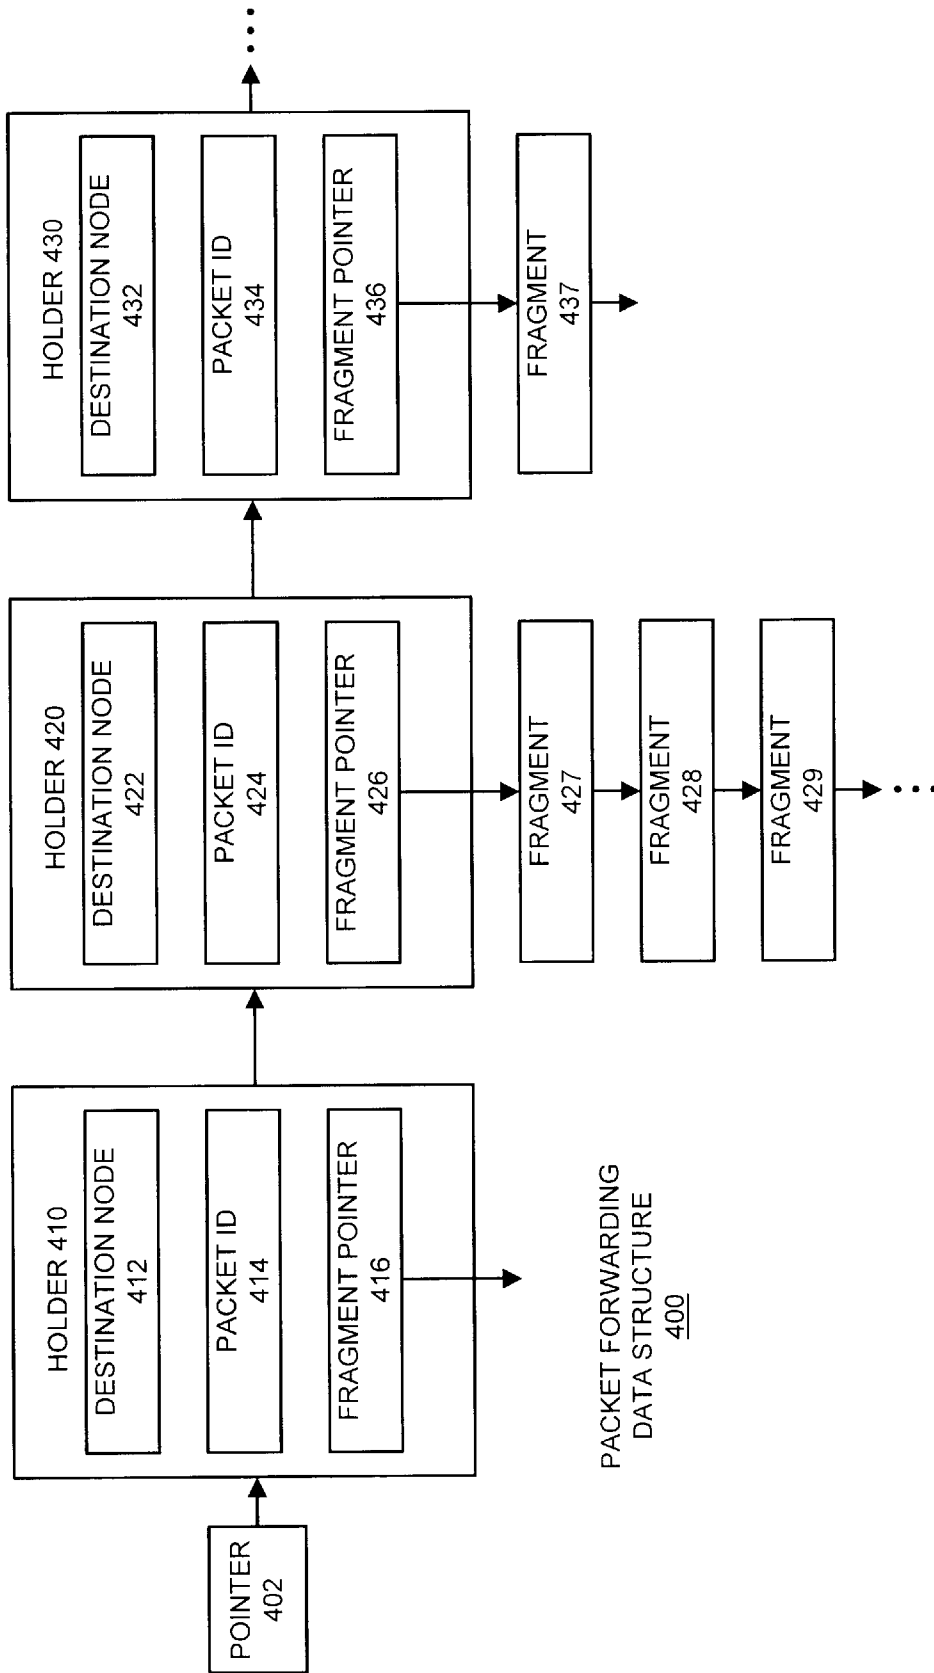 POINTER
402
HOLDER 410
DESTINATION NODE
412
PACKET ID
414
FRAGMENT POINTER
416
HOLDER 420
DESTINATION NODE
422
PACKET ID
424
FRAGMENT POINTER
426
FRAGMENT
427
FRAGMENT
428
FRAGMENT
429
HOLDER 430
DESTINATION NODE
432
PACKET ID
434
FRAGMENT POINTER
436
FRAGMENT
437
PACKET FORWARDING
DATA STRUCTURE
400